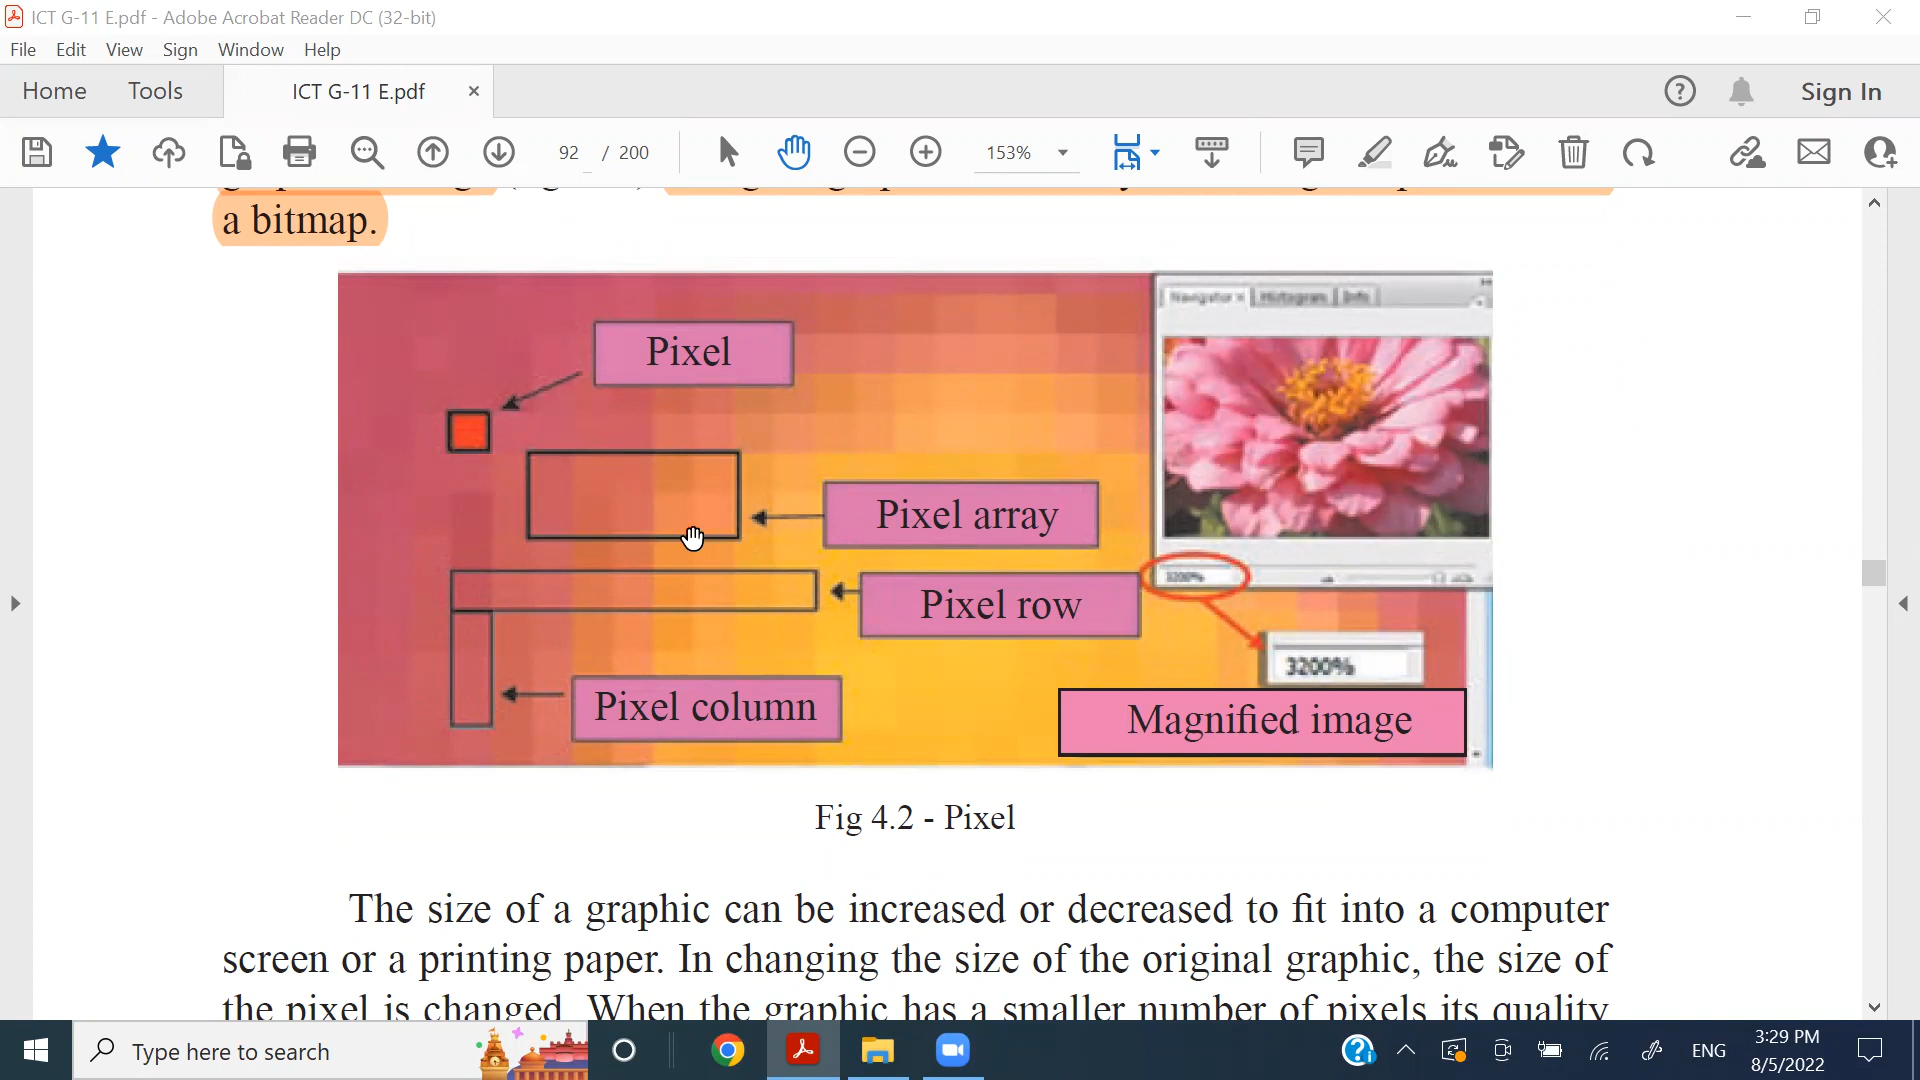 ICT G-11 E.pdf - Adobe Acrobat Reader DC (32-bit)
File Edit View Sign Window Help
Home Tools ICT G-11 E.pdf × Sign In
92 / 200 153%
a bitmap.
Pixel
Pixel array
Pixel row
Pixel column
Navigator × Histogram Info
3200%
3200%
Magnified image
Fig 4.2 - Pixel
The size of a graphic can be increased or decreased to fit into a computer
screen or a printing paper. In changing the size of the original graphic, the size of
the pixel is changed. When the graphic has a smaller number of pixels its quality
Type here to search
ENG
3:29 PM
8/5/2022